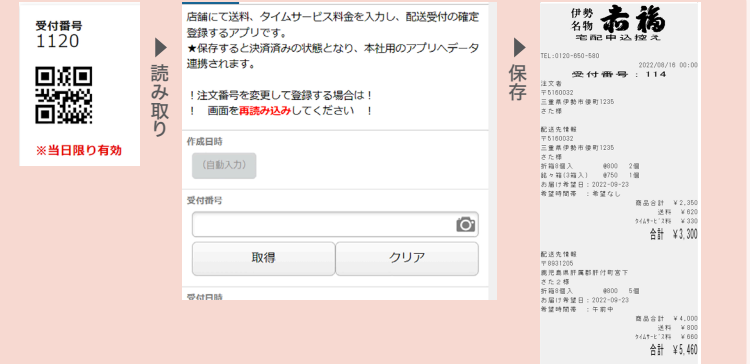 受付番号
1120
※当日限り有効
読み取り
店舗にて送料、タイムサービス料金を入力し、配送受付の確定
登録するアプリです。
★保存すると決済済みの状態となり、本社用のアプリへデータ
連携されます。
！注文番号を変更して登録する場合は！
！　画面を再読み込みしてください　！
作成日時
（自動入力）
受付番号
取得
クリア
受付日時
保存
伊勢
名物
赤福
宅配申込控え
TEL:0120-650-580
2022/08/16 00:00
受付番号 : 114
注文者
〒5160032
三重県伊勢市倭町1235
さた様
配送先情報
〒5160032
三重県伊勢市倭町1235
さた様
折箱8個入 @800 2個
銘々箱(3箱入) @750 1個
お届け希望日：2022-09-23
希望時間帯　：希望なし
商品合計 ￥2,350
送料 ￥620
ﾀｲﾑｻｰﾋﾞｽ料 ￥330
合計 ￥3,300
配送先情報
〒8931205
鹿児島県肝属郡肝付町宮下
さた２様
折箱8個入 @800 5個
お届け希望日：2022-09-23
希望時間帯　：午前中
商品合計 ￥4,000
送料 ￥800
ﾀｲﾑｻｰﾋﾞｽ料 ￥660
合計 ￥5,460